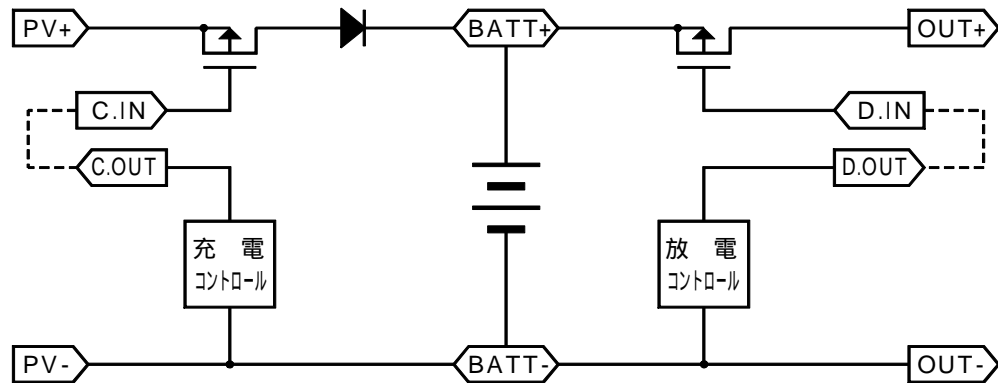 PV+
BATT+
OUT+
C.IN
D.IN
C.OUT
D.OUT
充電
コントロール
放電
コントロール
PV-
BATT-
OUT-